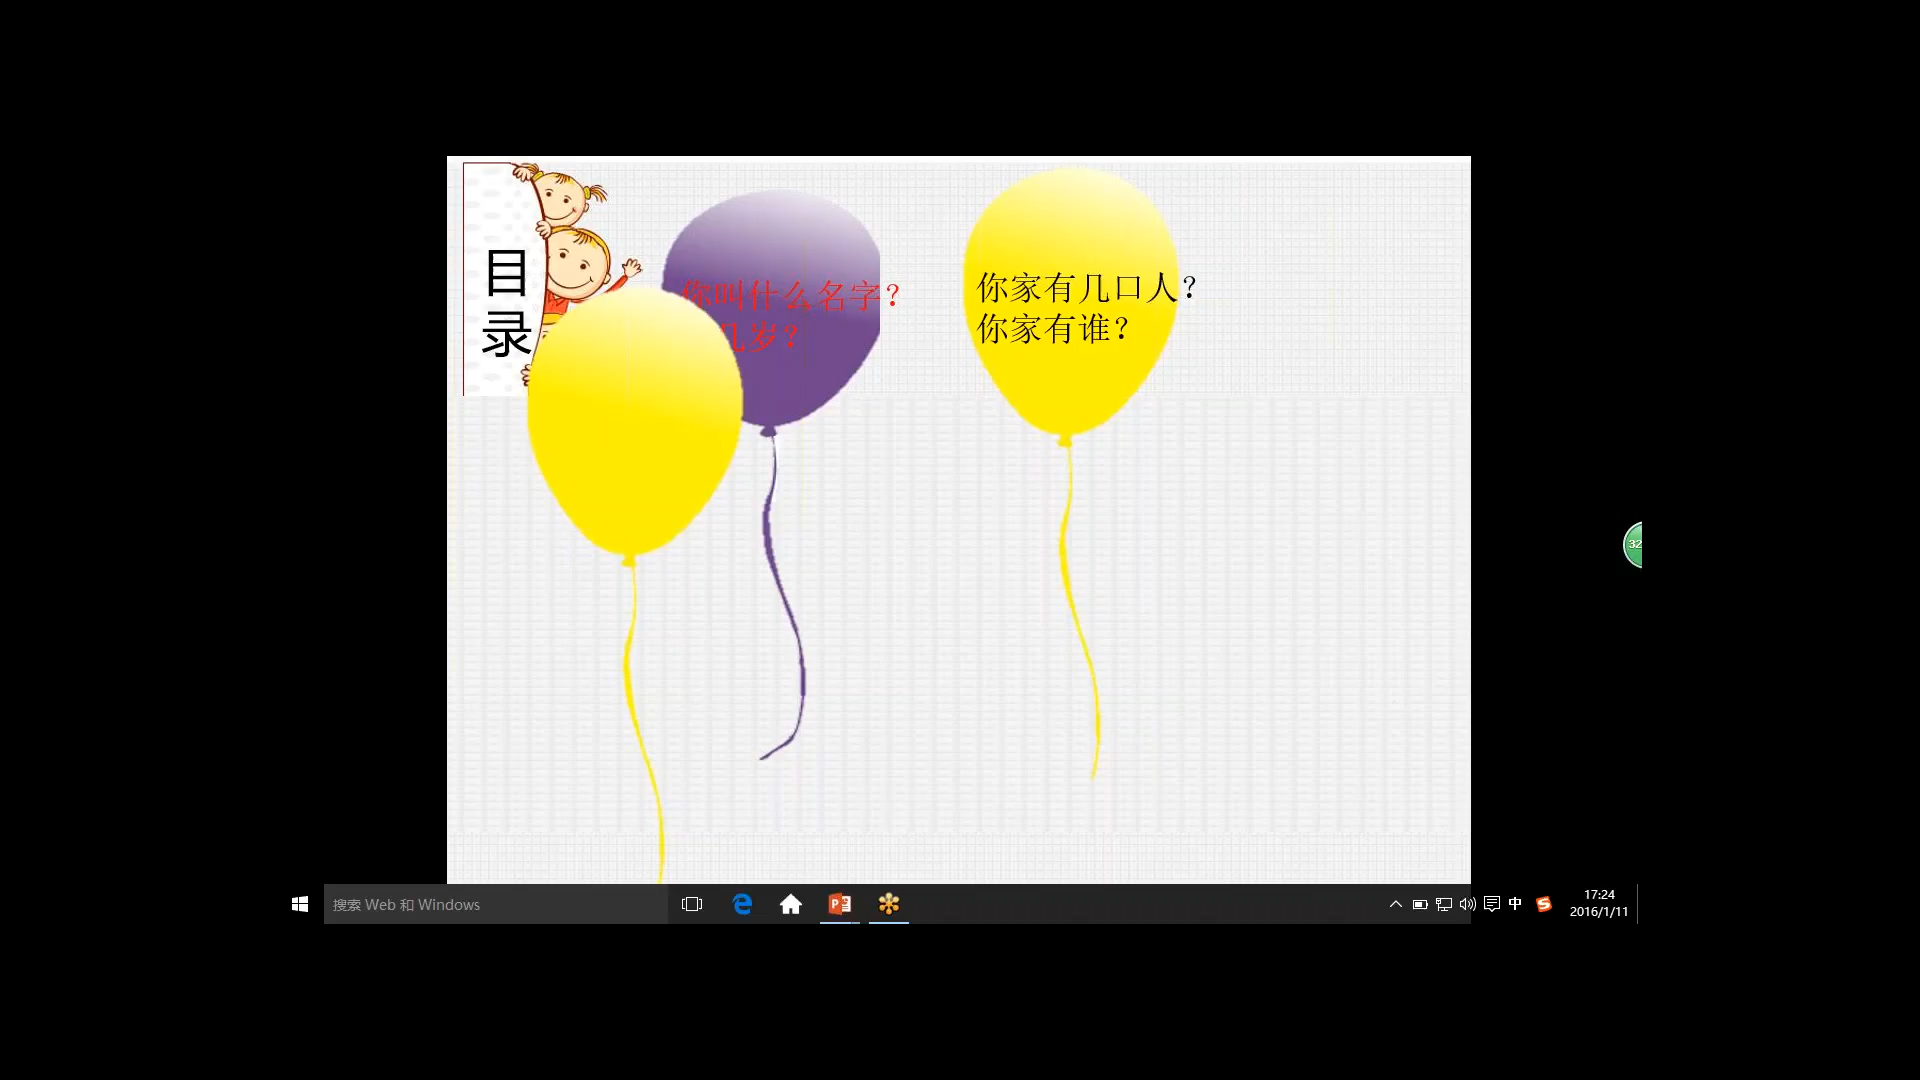 目
录
你叫什么名字？
几岁？
你家有几口人？
你家有谁？
32
搜索 Web 和 Windows
中
17:24
2016/1/11